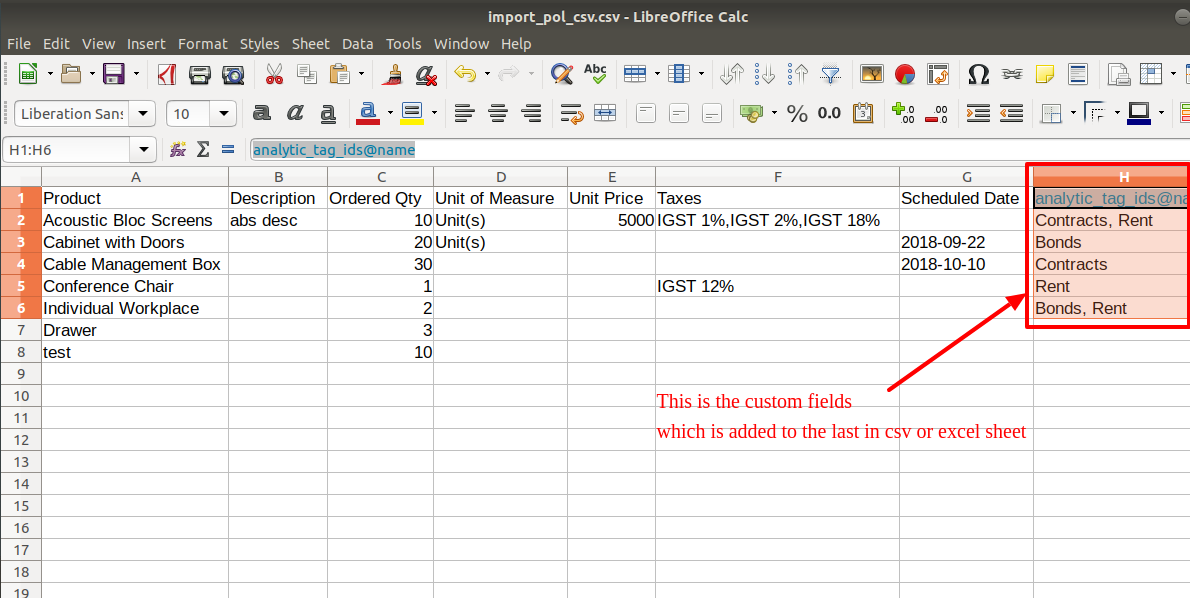 import_pol_csv.csv - LibreOffice Calc
File Edit View Insert Format Styles Sheet Data Tools Window Help
Abc
Liberation Sans 10 a a a a % 0.0
H1:H6 fx Σ = analytic_tag_ids@name
A B C D E F G H
1 Product Description Ordered Qty Unit of Measure Unit Price Taxes Scheduled Date analytic_tag_ids@na
2 Acoustic Bloc Screens abs desc 10 Unit(s) 5000 IGST 1%,IGST 2%,IGST 18% Contracts, Rent
3 Cabinet with Doors 20 Unit(s) 2018-09-22 Bonds
4 Cable Management Box 30 2018-10-10 Contracts
5 Conference Chair 1 IGST 12% Rent
6 Individual Workplace 2 Bonds, Rent
7 Drawer 3
8 test 10
9
10
This is the custom fields
11
12
which is added to the last in csv or excel sheet
13
14
15
16
17
18
19